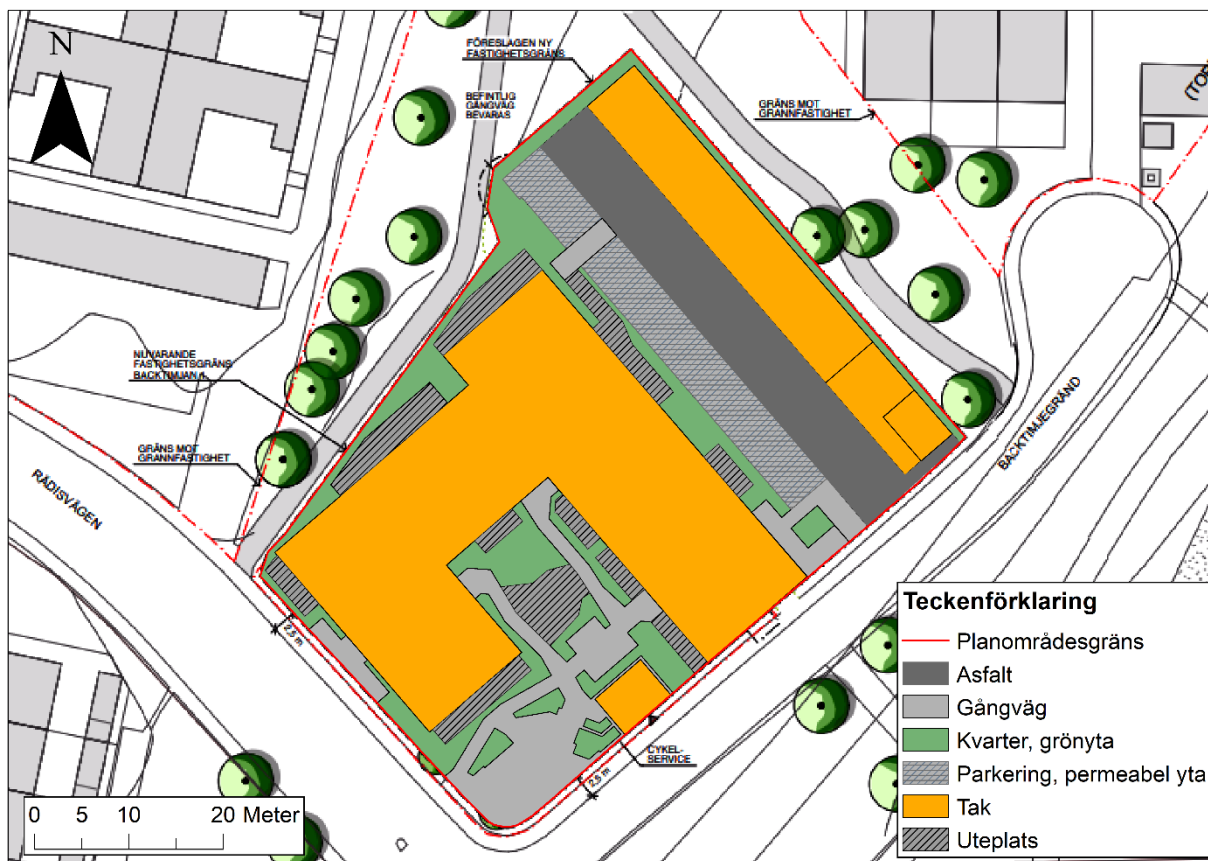 N
FÖRESLAGEN NY
FASTIGHETSGRÄNS
BEFINTLIG
GÅNGVÄG
BEVARAS
GRÄNS MOT
GRANNFASTIGHET
NUVARANDE
FASTIGHETSGRÄNS
BACKTIMJAN 1
GRÄNS MOT
GRANNFASTIGHET
RÄDISVÄGEN
BACKTIMJEGRÄND
2,5 m
CYKEL-
SERVICE
2,5 m
0 5 10 20 Meter
Teckenförklaring
Planområdesgräns
Asfalt
Gångväg
Kvarter, grönyta
Parkering, permeabel yta
Tak
Uteplats